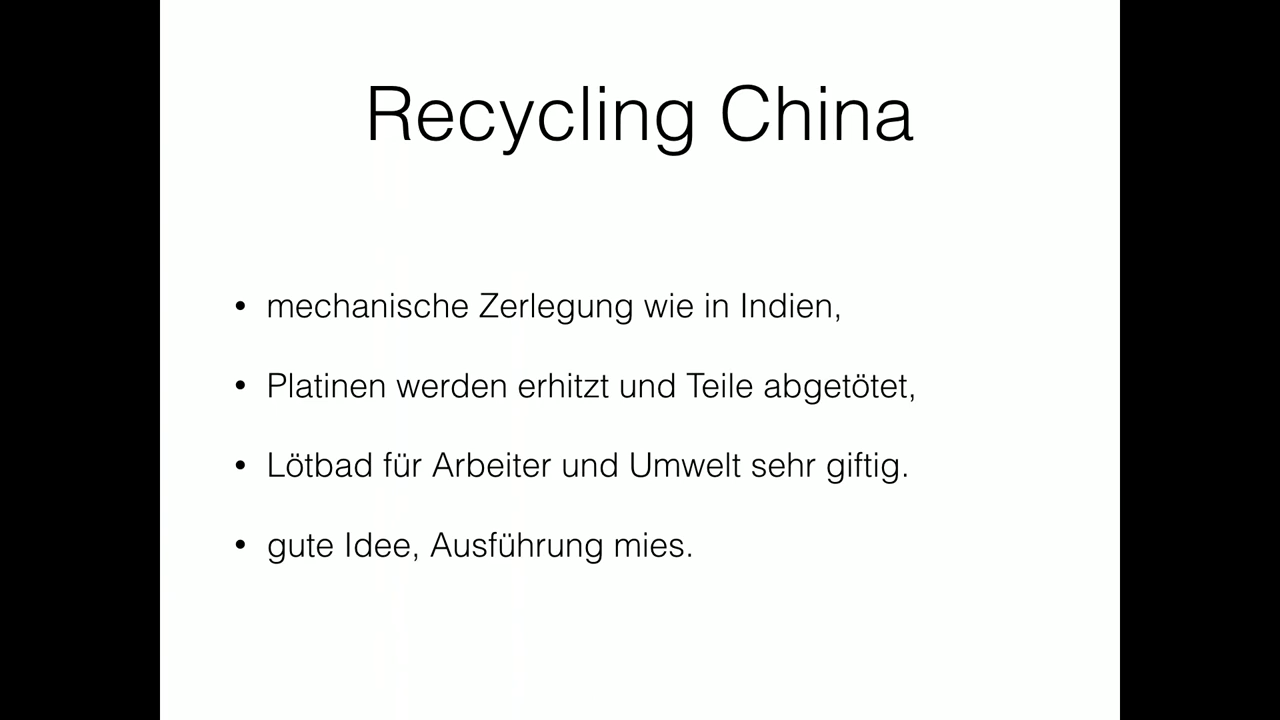 Recycling China
• mechanische Zerlegung wie in Indien,
• Platinen werden erhitzt und Teile abgetötet,
• Lötbad für Arbeiter und Umwelt sehr giftig.
• gute Idee, Ausführung mies.